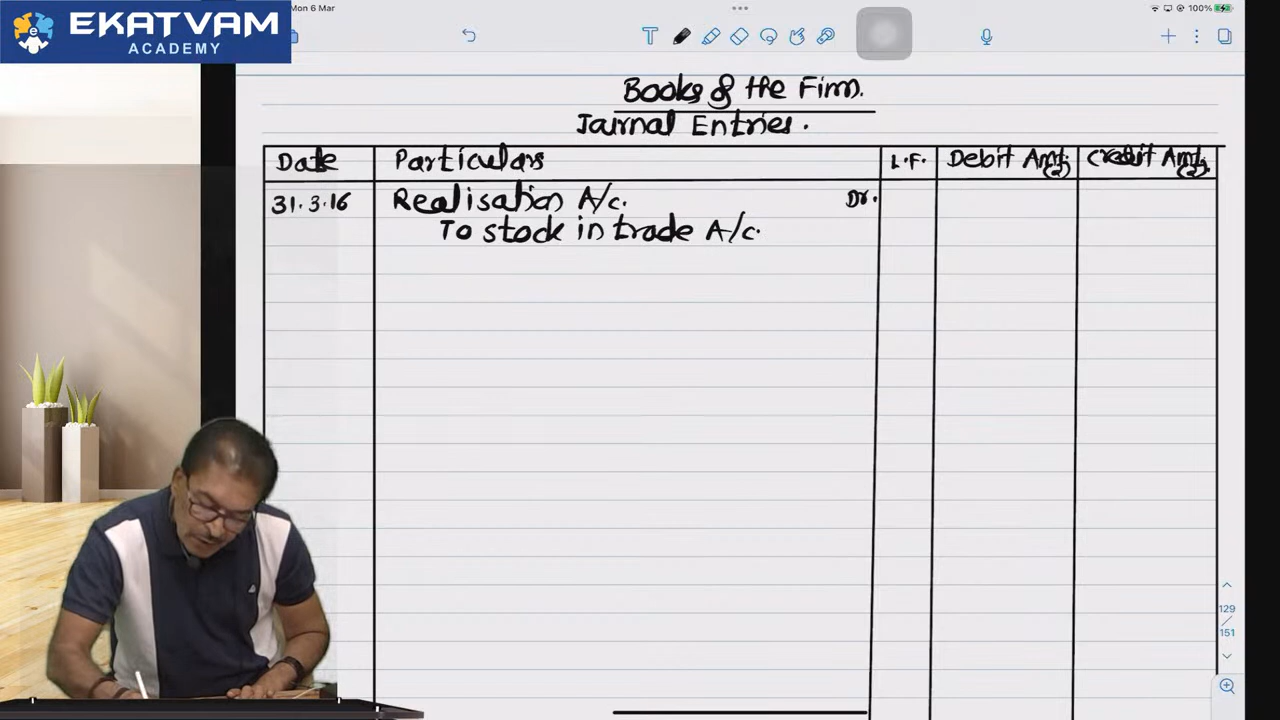 EKATVAM
ACADEMY
Mon 6 Mar
100%
Books of the Firm.
Journal Entries.
Date Particulars L.F. Debit Amt. (₹) Credit Amt. (₹)
31.3.16 Realisation A/c. Dr.
To stock in trade A/c.
129
151